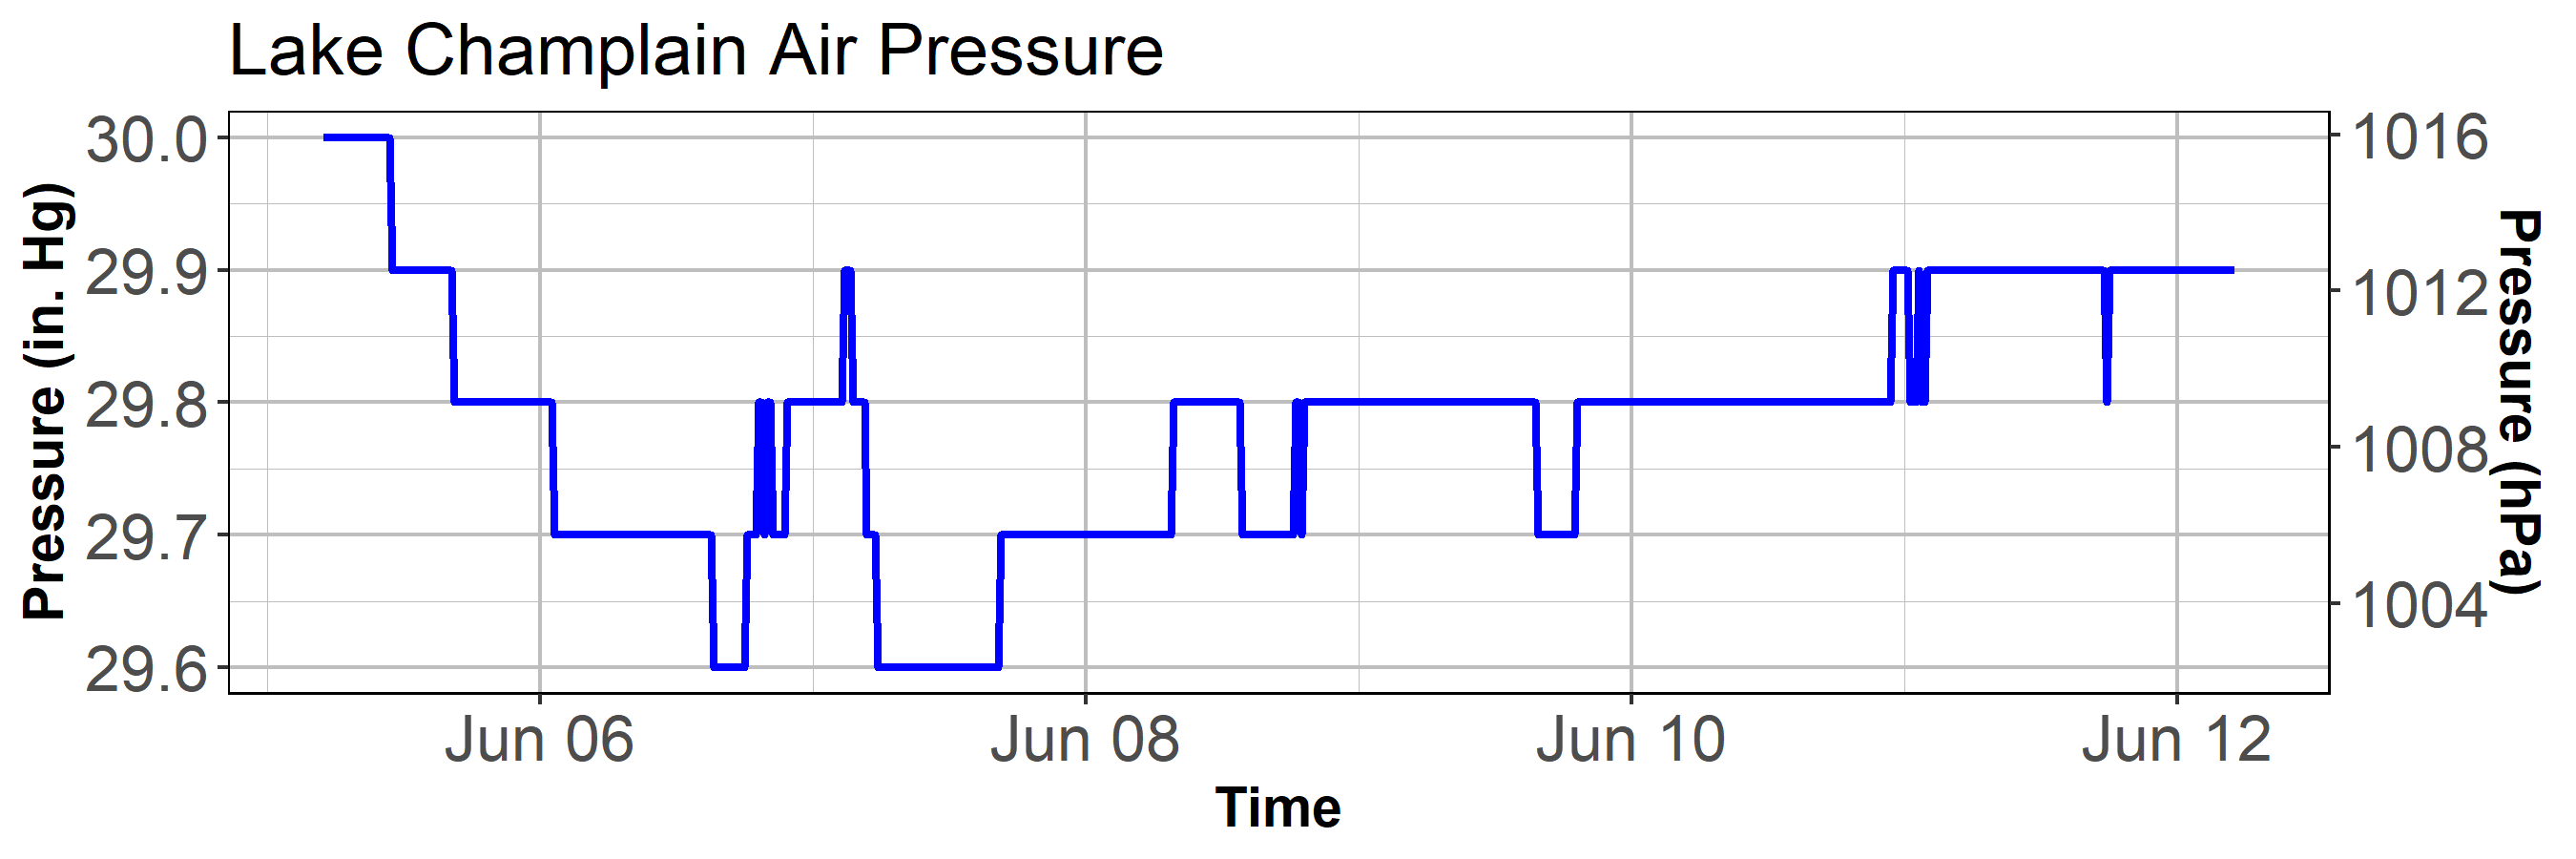 Lake Champlain Air Pressure
Pressure (in. Hg)
30.0
29.9
29.8
29.7
29.6
1016
1012
1008
1004
Pressure (hPa)
Jun 06 Jun 08 Jun 10 Jun 12
Time